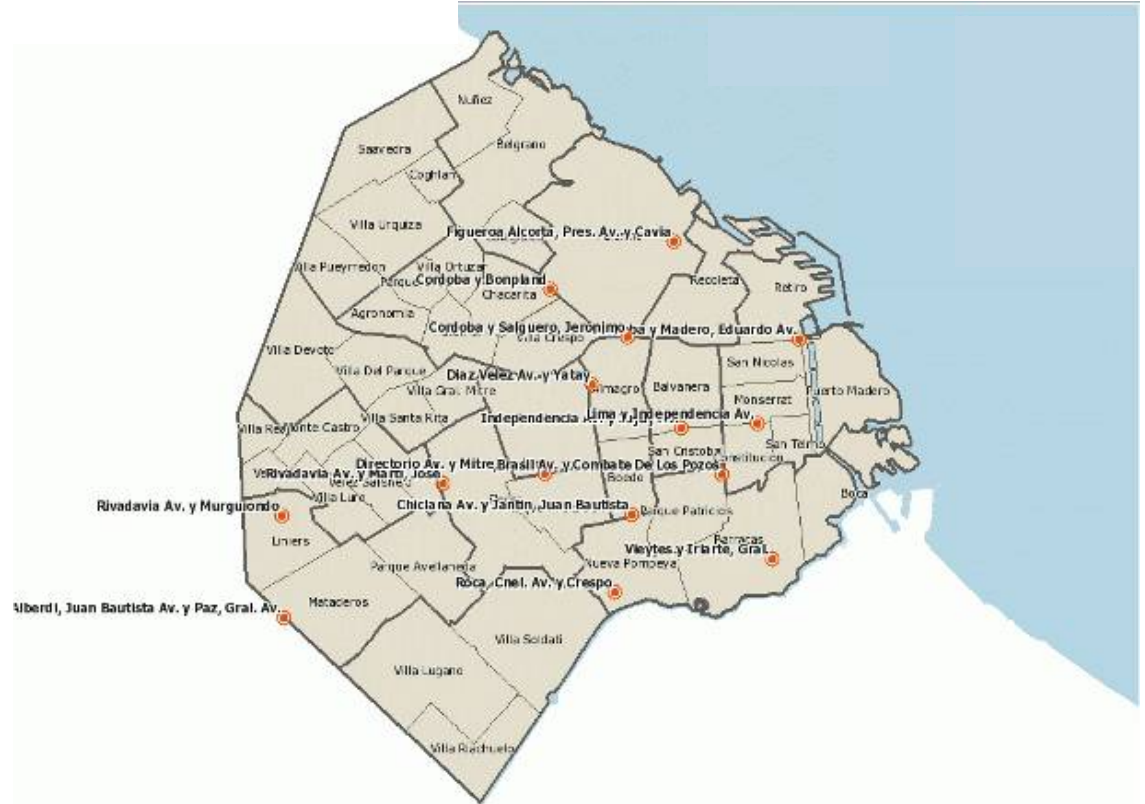 Nuñez
Belgrano
Saavedra
Coghlan
Villa Urquiza
Figueroa Alcorta, Pres. Av. y Cavia
Villa Pueyrredon
Villa Ortuzar
Parque
Cordoba y Bonpland
Chacarita
Recoleta
Retiro
Agronomia
Cordoba y Salguero, Jerónimo
ba y Madero, Eduardo Av.
Villa Crespo
Villa Devoto
San Nicolas
Villa Del Parque
Diaz Velez Av. y Yatay
Almagro
Balvanera
Villa Gral. Mitre
Puerto Madero
Monserrat
Villa Santa Rita
Independencia
Lima y Independencia Av.
Villa Real
Monte Castro
San Telmo
San Cristobal
Constitucion
Directorio Av. y Mitre
Brasil Av. y Combate De Los Pozos
Rivadavia Av. y Marti, Jose
Velez Sarsfield
Boedo
Villa Luro
Boca
Rivadavia Av. y Murguiondo
Chiclana Av. y Jantin, Juan Bautista
Parque Patricios
Liniers
Barracas
Vieytes y Iriarte, Gral.
Parque Avellaneda
Nueva Pompeya
Roca, Cnel. Av. y Crespo
Alberdi, Juan Bautista Av. y Paz, Gral. Av.
Mataderos
Villa Soldati
Villa Lugano
Villa Riachuelo